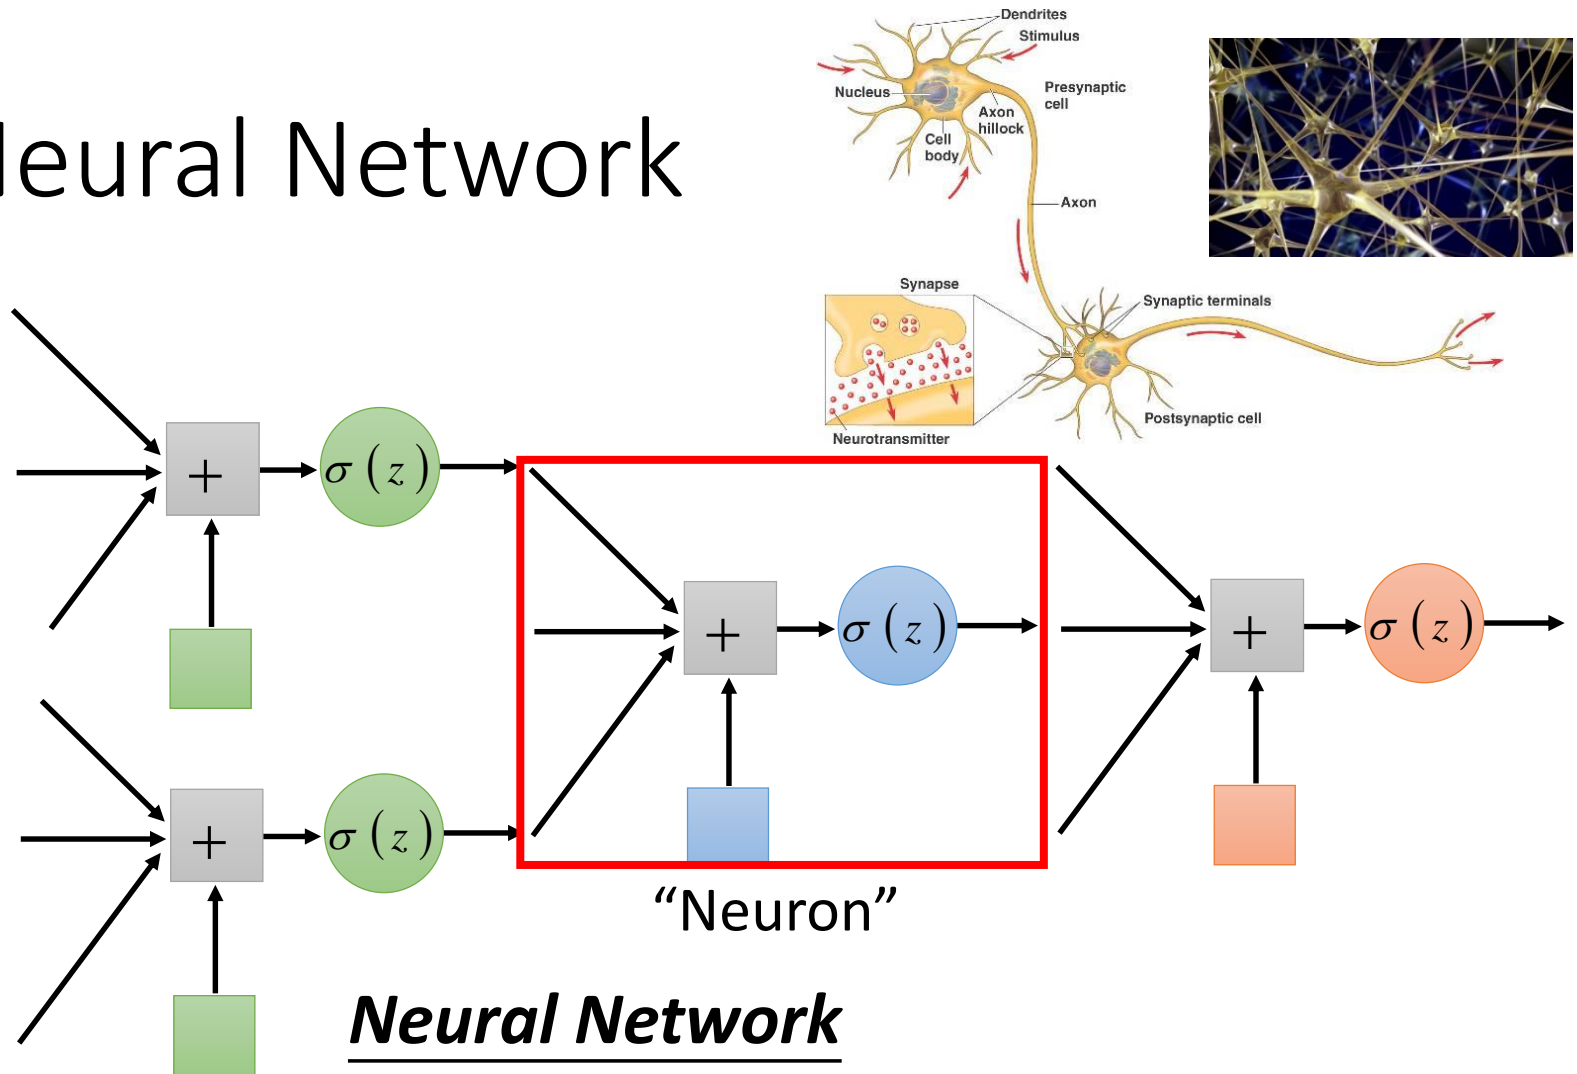 eural Network
Dendrites
Stimulus
Nucleus
Presynaptic
cell
Axon
hillock
Cell
body
Axon
Synapse
Synaptic terminals
Postsynaptic cell
Neurotransmitter
+
σ(z)
+
σ(z)
+
σ(z)
+
σ(z)
“Neuron”
Neural Network